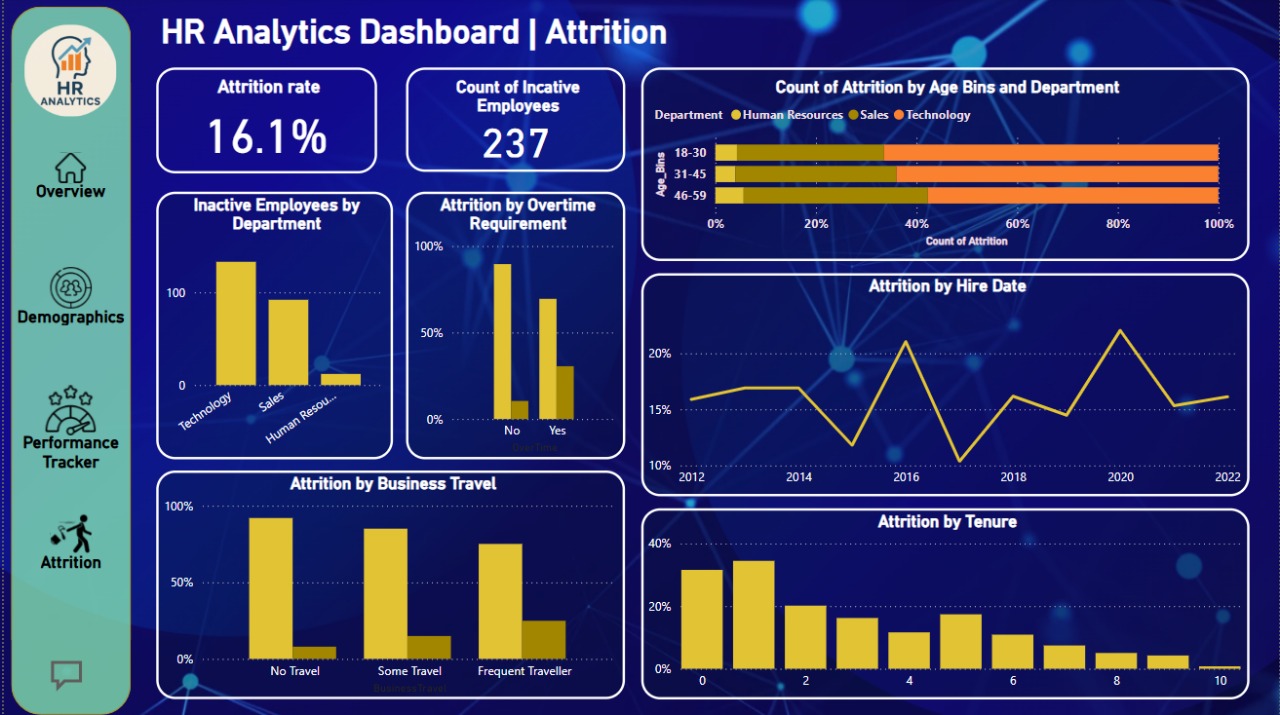 HR Analytics Dashboard | Attrition
HR
ANALYTICS
Overview
Demographics
Performance
Tracker
Attrition
Attrition rate
16.1%
Count of Incative
Employees
237
Count of Attrition by Age Bins and Department
Department Human Resources Sales Technology
Age_Bins
18-30
31-45
46-59
0% 20% 40% 60% 80% 100%
Count of Attrition
Inactive Employees by
Department
100
0
Technology
Sales
Human Resou...
Attrition by Overtime
Requirement
100%
50%
0%
No Yes
OverTime
Attrition by Hire Date
20%
15%
10%
2012 2014 2016 2018 2020 2022
Attrition by Business Travel
100%
50%
0%
No Travel Some Travel Frequent Traveller
BusinessTravel
Attrition by Tenure
40%
20%
0%
0 2 4 6 8 10